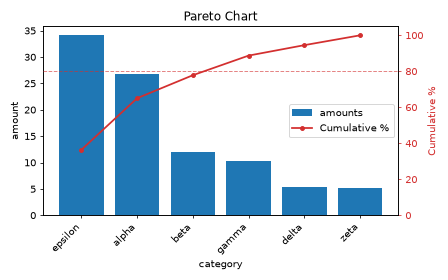 Pareto Chart
35
30
25
20
15
10
5
0
amount
100
80
60
40
20
0
Cumulative %
amounts
Cumulative %
epsilon
alpha
beta
gamma
delta
zeta
category